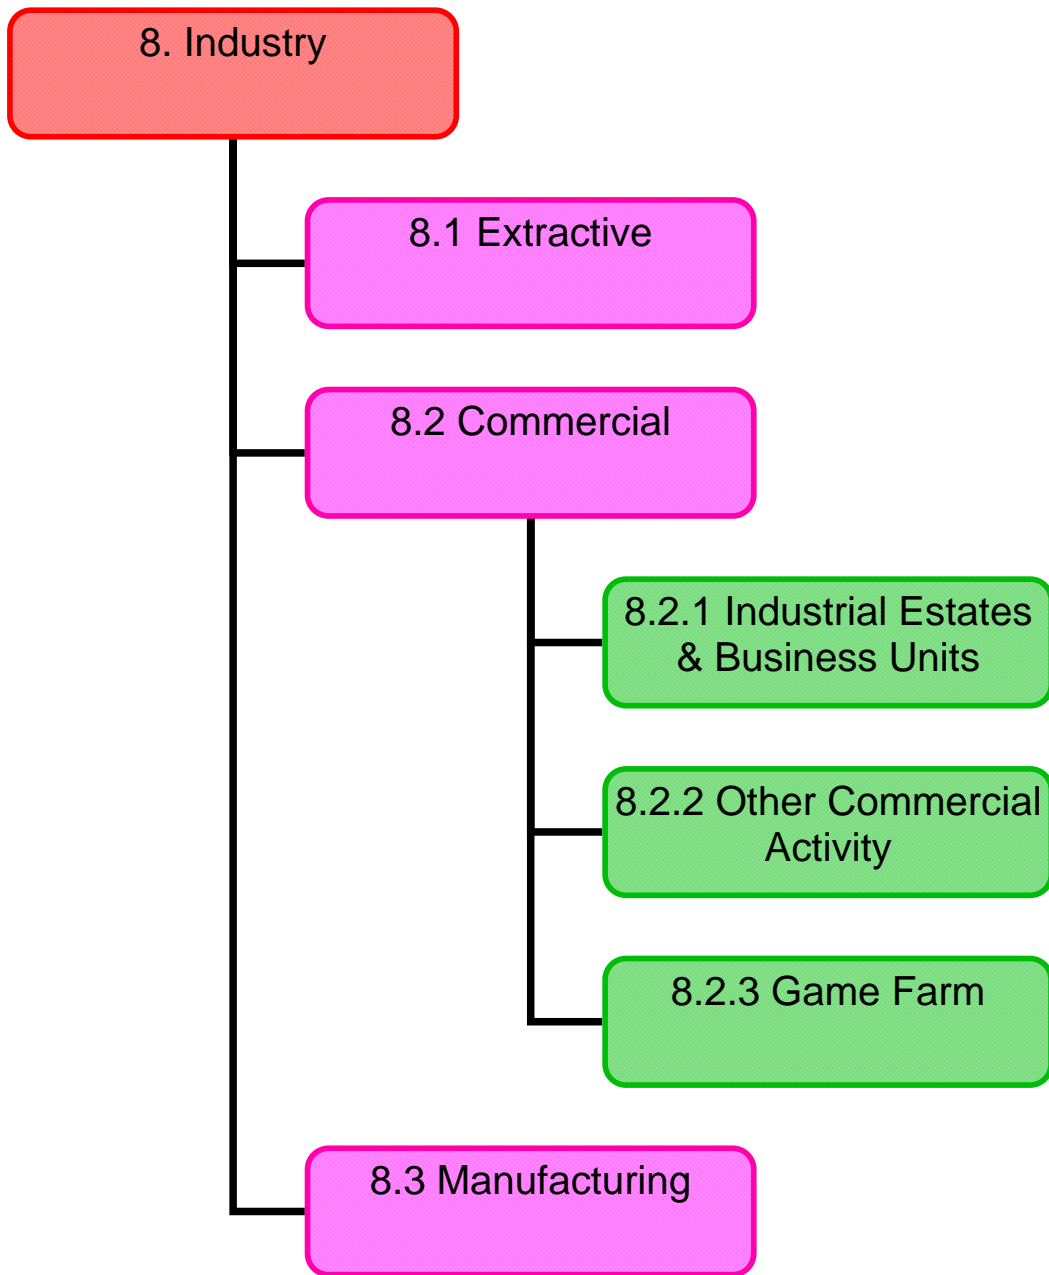 8. Industry
8.1 Extractive
8.2 Commercial
8.2.1 Industrial Estates
& Business Units
8.2.2 Other Commercial
Activity
8.2.3 Game Farm
8.3 Manufacturing